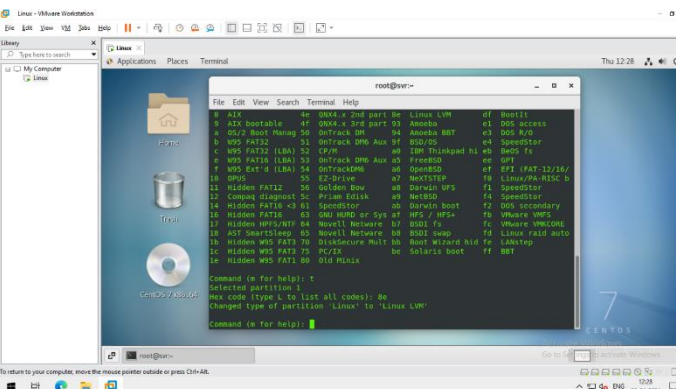 Linux - VMware Workstation
File Edit View VM Tabs Help
Library
Type here to search
My Computer
Linux
Linux
Applications Places Terminal
Thu 12:28
Home
Trash
CentOS 7 x86_64
root@svr:~
File Edit View Search Terminal Help
8 AIX 4e QNX4.x 2nd part 8e Linux LVM df BootIt
9 AIX bootable 4f QNX4.x 3rd part 93 Amoeba e1 DOS access
a OS/2 Boot Manag 50 OnTrack DM 94 Amoeba BBT e3 DOS R/O
b W95 FAT32 51 OnTrack DM6 Aux 9f BSD/OS e4 SpeedStor
c W95 FAT32 (LBA) 52 CP/M a0 IBM Thinkpad hi eb BeOS fs
e W95 FAT16 (LBA) 53 OnTrack DM6 Aux a5 FreeBSD ee GPT
f W95 Ext'd (LBA) 54 OnTrackDM6 a6 OpenBSD ef EFI (FAT-12/16/
10 OPUS 55 EZ-Drive a7 NeXTSTEP f0 Linux/PA-RISC b
11 Hidden FAT12 56 Golden Bow a8 Darwin UFS f1 SpeedStor
12 Compaq diagnost 5c Priam Edisk a9 NetBSD f4 SpeedStor
14 Hidden FAT16 <3 61 SpeedStor ab Darwin boot f2 DOS secondary
16 Hidden FAT16 63 GNU HURD or Sys af HFS / HFS+ fb VMware VMFS
17 Hidden HPFS/NTF 64 Novell Netware b7 BSDI fs fc VMware VMKCORE
18 AST SmartSleep 65 Novell Netware b8 BSDI swap fd Linux raid auto
1b Hidden W95 FAT3 70 DiskSecure Mult bb Boot Wizard hid fe LANstep
1c Hidden W95 FAT3 75 PC/IX be Solaris boot ff BBT
1e Hidden W95 FAT1 80 Old Minix
Command (m for help): t
Selected partition 1
Hex code (type L to list all codes): 8e
Changed type of partition 'Linux' to 'Linux LVM'
Command (m for help):
7
CENTOS
Activate Windows
Go to Settings to activate Windows.
root@svr:~
To return to your computer, move the mouse pointer outside or press Ctrl+Alt.
ENG
12:28